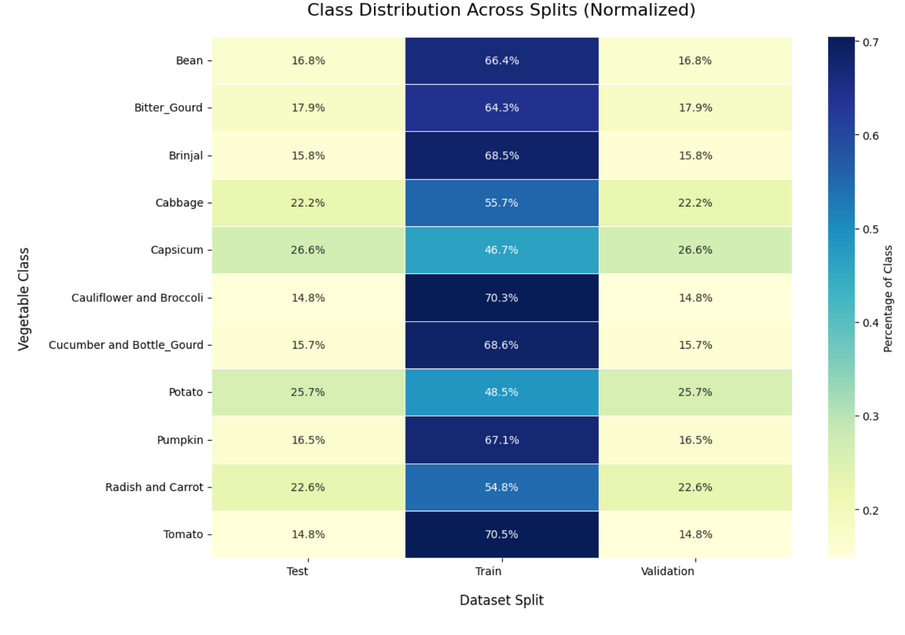 Class Distribution Across Splits (Normalized)
Vegetable Class
Bean 16.8% 66.4% 16.8%
Bitter_Gourd 17.9% 64.3% 17.9%
Brinjal 15.8% 68.5% 15.8%
Cabbage 22.2% 55.7% 22.2%
Capsicum 26.6% 46.7% 26.6%
Cauliflower and Broccoli 14.8% 70.3% 14.8%
Cucumber and Bottle_Gourd 15.7% 68.6% 15.7%
Potato 25.7% 48.5% 25.7%
Pumpkin 16.5% 67.1% 16.5%
Radish and Carrot 22.6% 54.8% 22.6%
Tomato 14.8% 70.5% 14.8%
Test Train Validation
Dataset Split
0.7
0.6
0.5
0.4
0.3
0.2
Percentage of Class